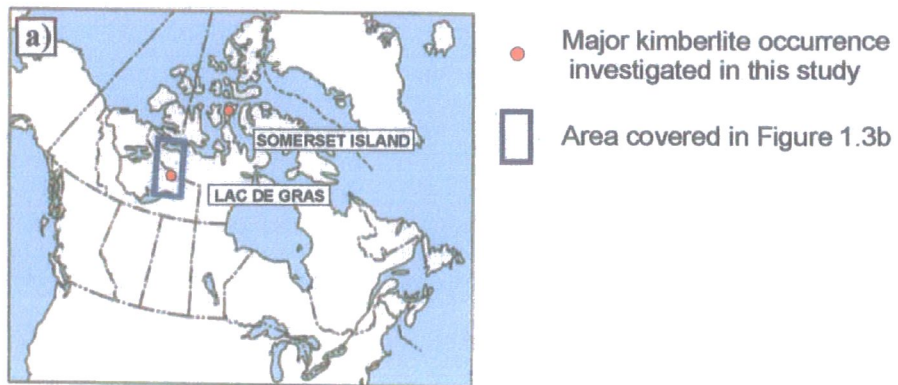 a)
SOMERSET ISLAND
LAC DE GRAS
Major kimberlite occurrence
investigated in this study
Area covered in Figure 1.3b